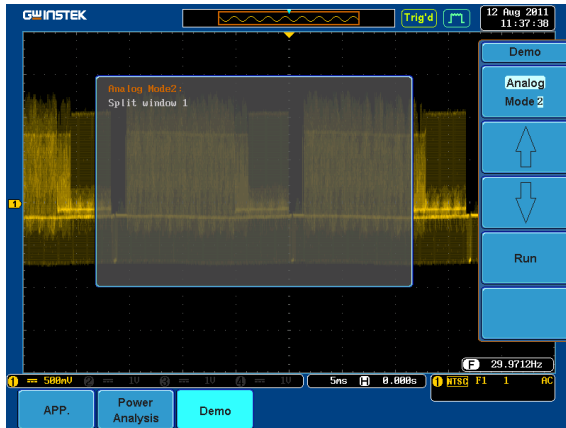 GWINSTEK
Trig'd
12 Aug 2011
11:37:38
Demo
Analog
Mode 2
Analog Mode2:
Split window 1
1
Run
F 29.9712Hz
1 500mV 2 1V 3 1V 4 1V
5ms H 0.000s
1 NTSC F1 1 AC
APP.
Power
Analysis
Demo